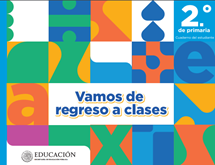 2.°
de primaria
Cuaderno del estudiante
Vamos de
regreso a clases
EDUCACIÓN